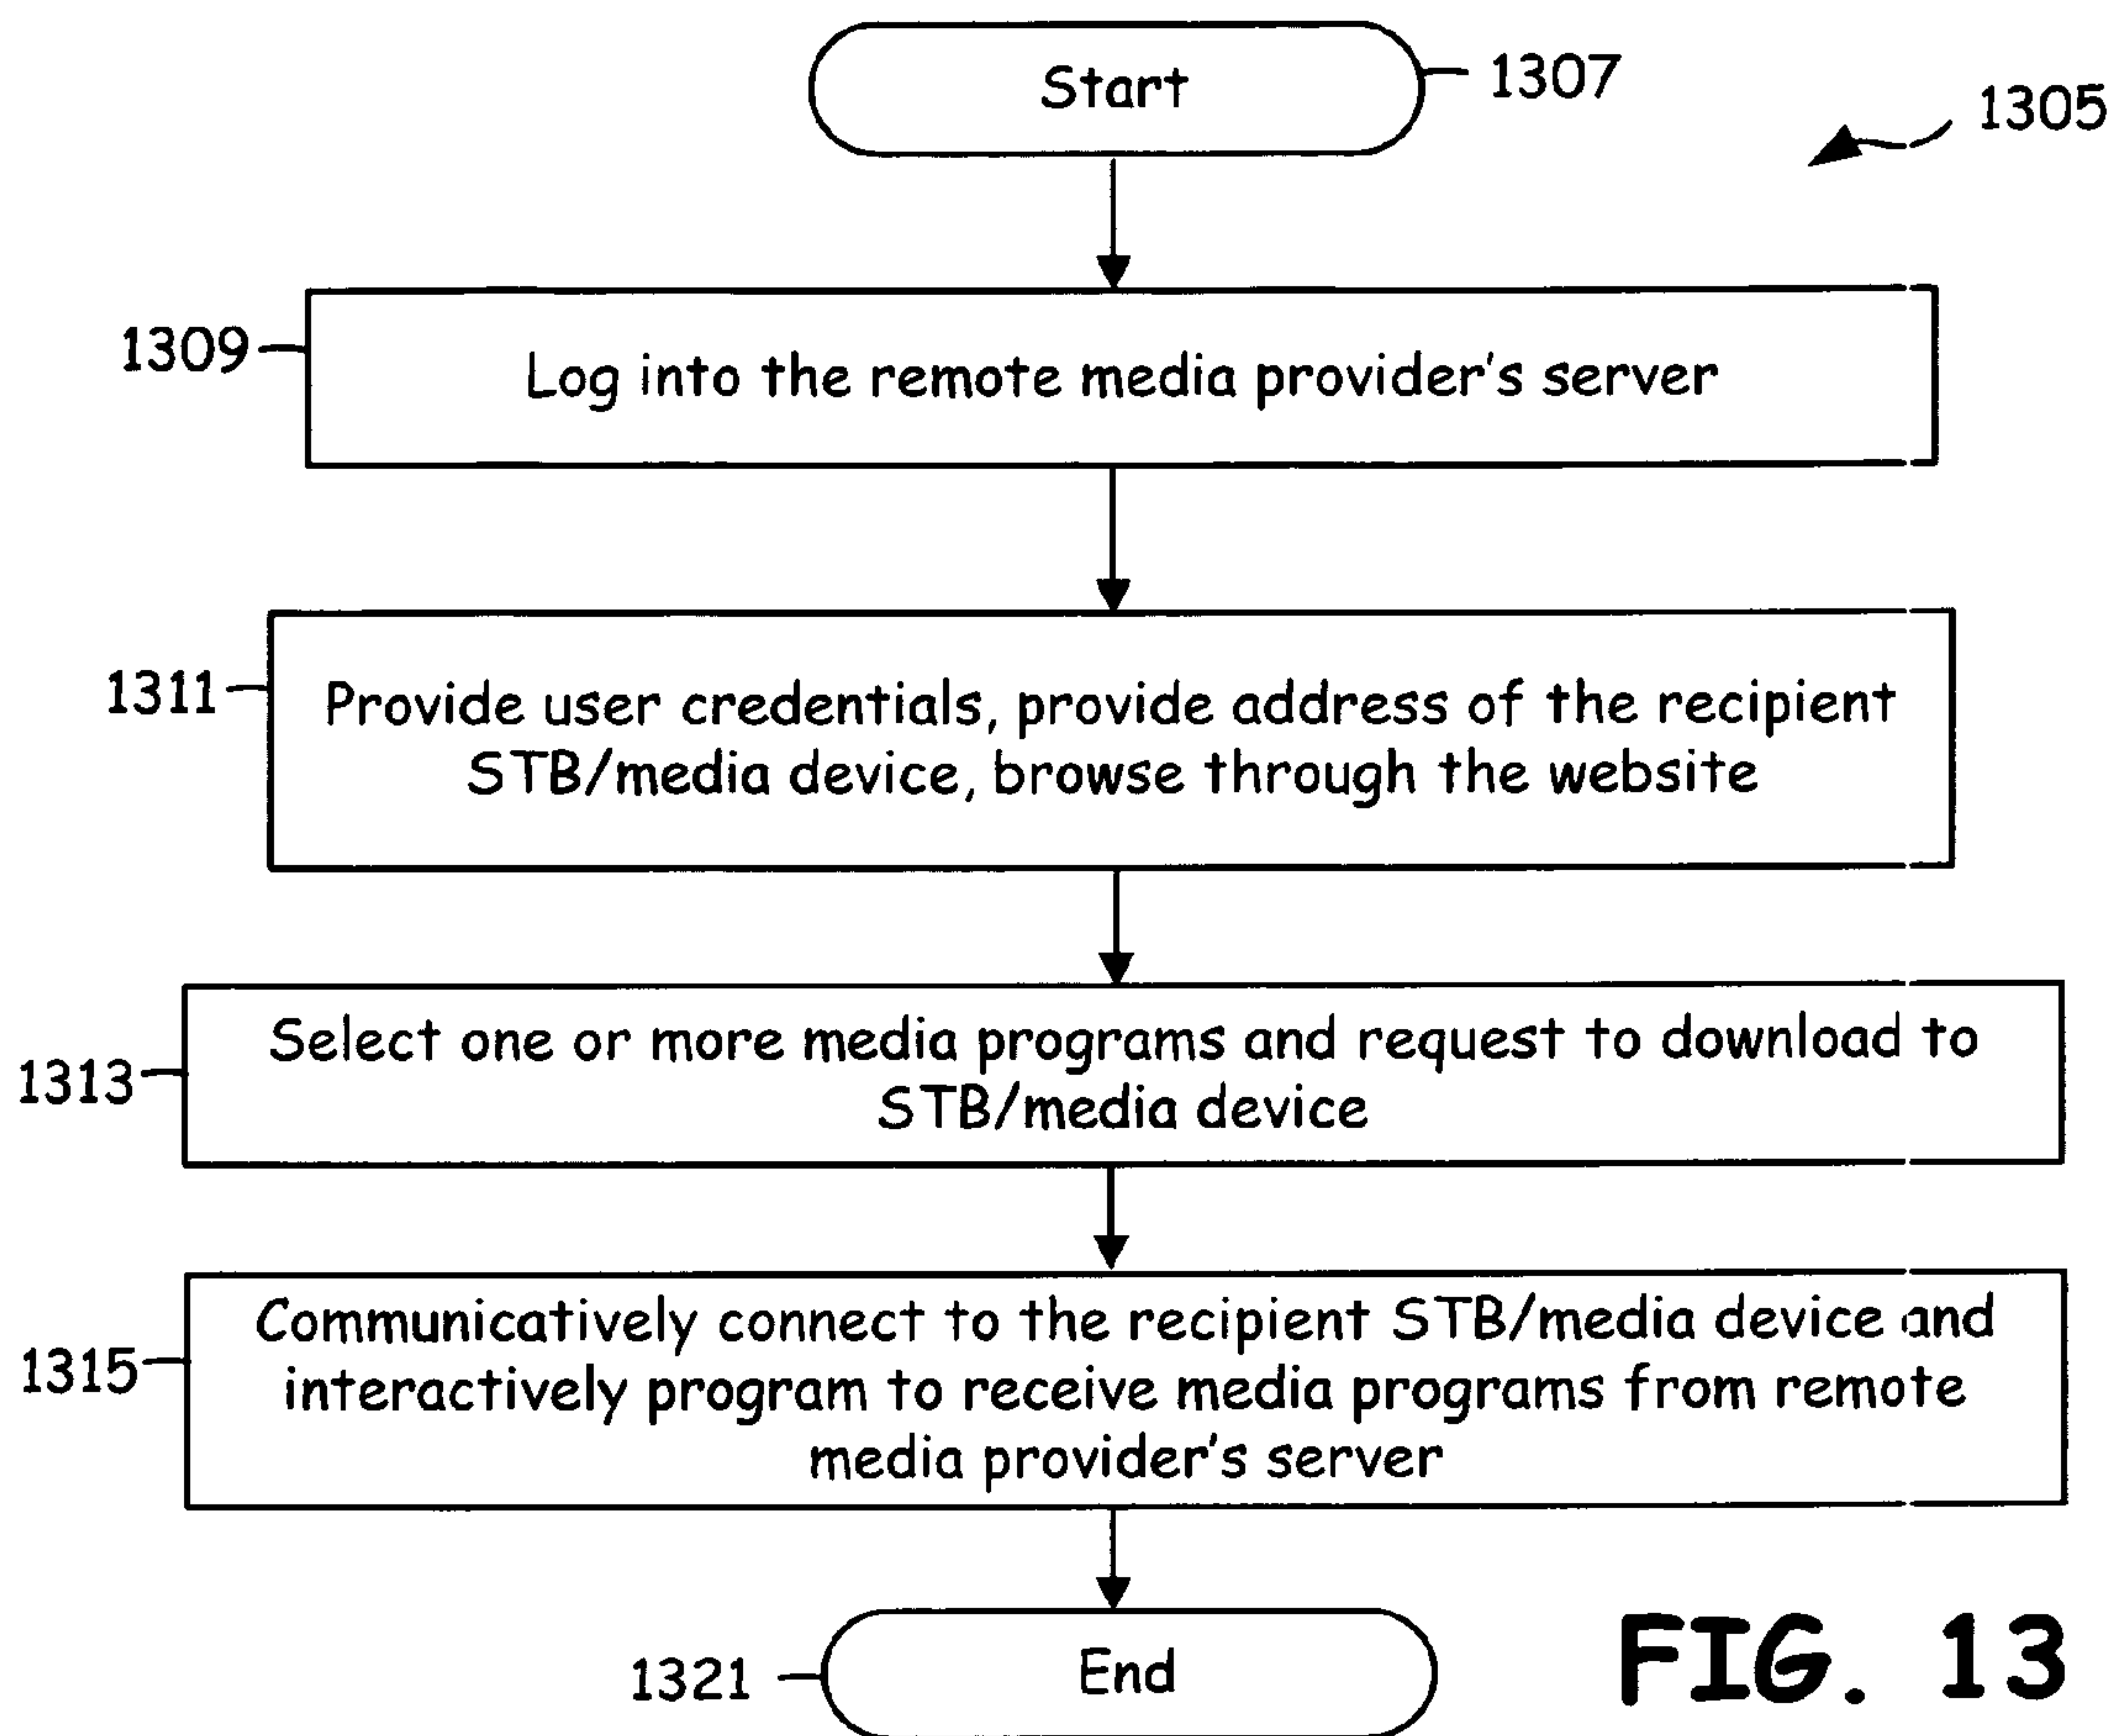 Start
1307
1305
1309
Log into the remote media provider's server
1311
Provide user credentials, provide address of the recipient
STB/media device, browse through the website
1313
Select one or more media programs and request to download to
STB/media device
1315
Communicatively connect to the recipient STB/media device and
interactively program to receive media programs from remote
media provider's server
1321
End
FIG. 13